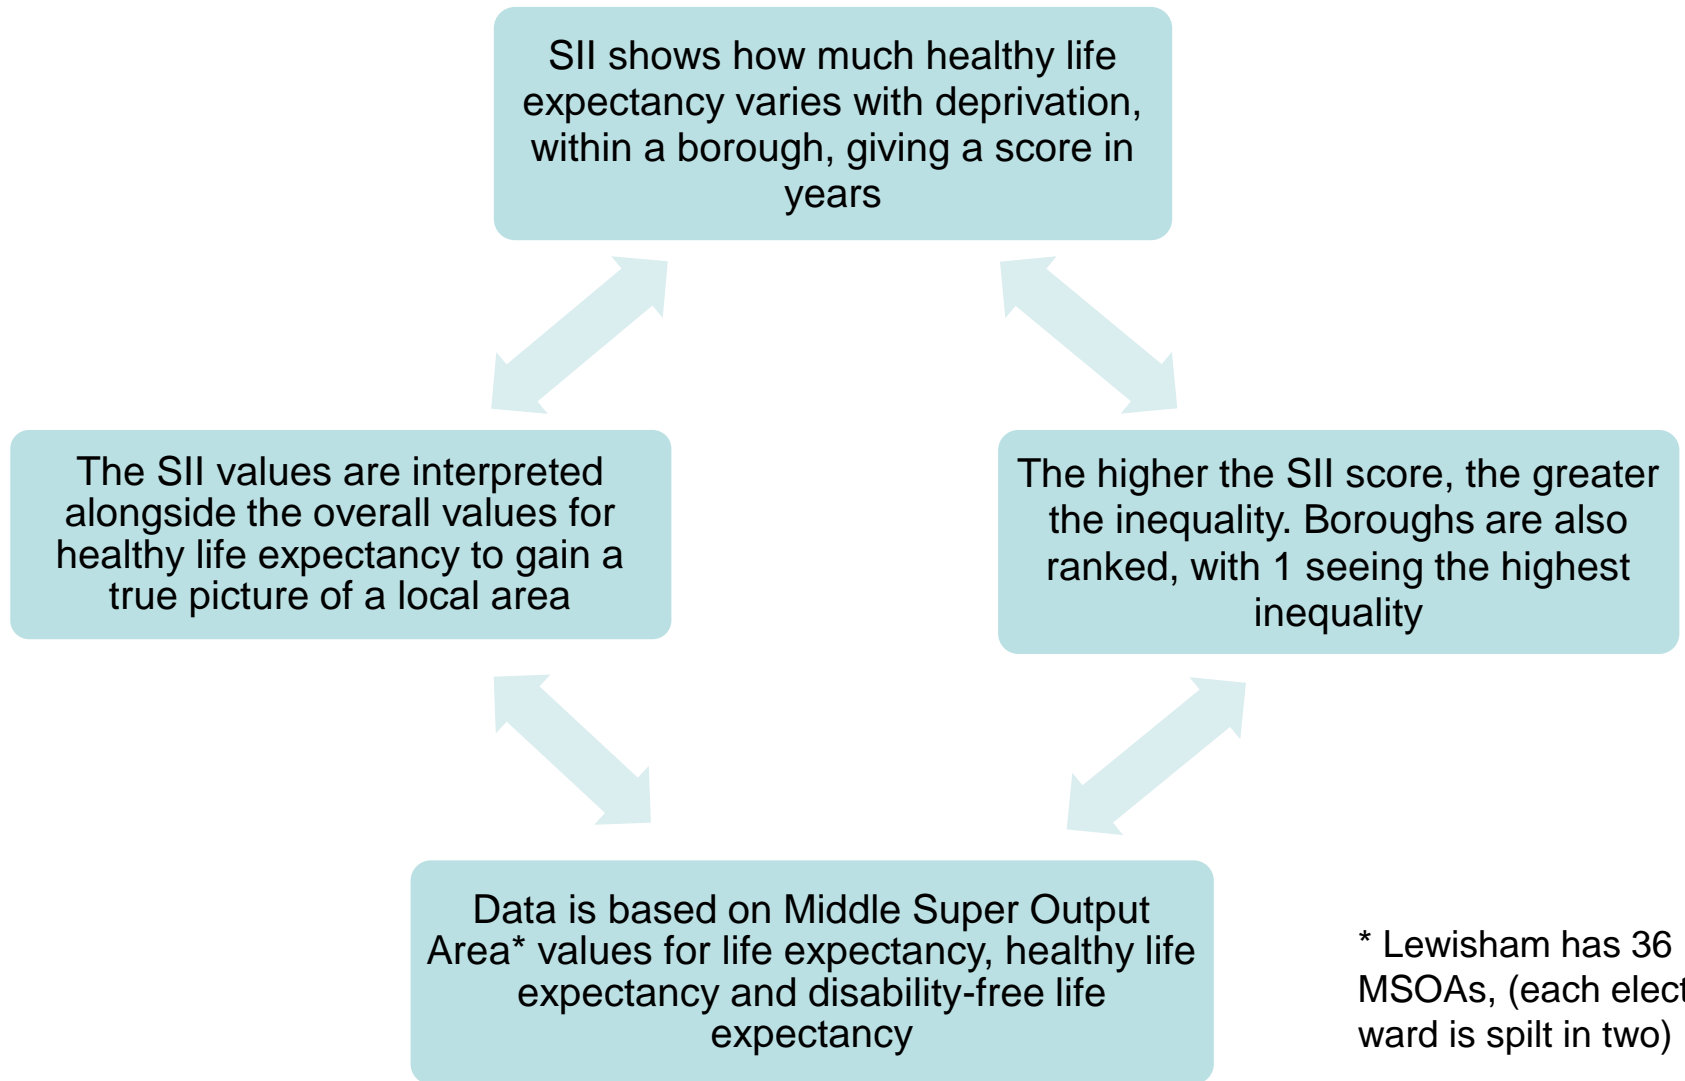 SII shows how much healthy life
expectancy varies with deprivation,
within a borough, giving a score in
years
The SII values are interpreted
alongside the overall values for
healthy life expectancy to gain a
true picture of a local area
The higher the SII score, the greater
the inequality. Boroughs are also
ranked, with 1 seeing the highest
inequality
Data is based on Middle Super Output
Area* values for life expectancy, healthy life
expectancy and disability-free life
expectancy
* Lewisham has 36
MSOAs, (each elect
ward is spilt in two)